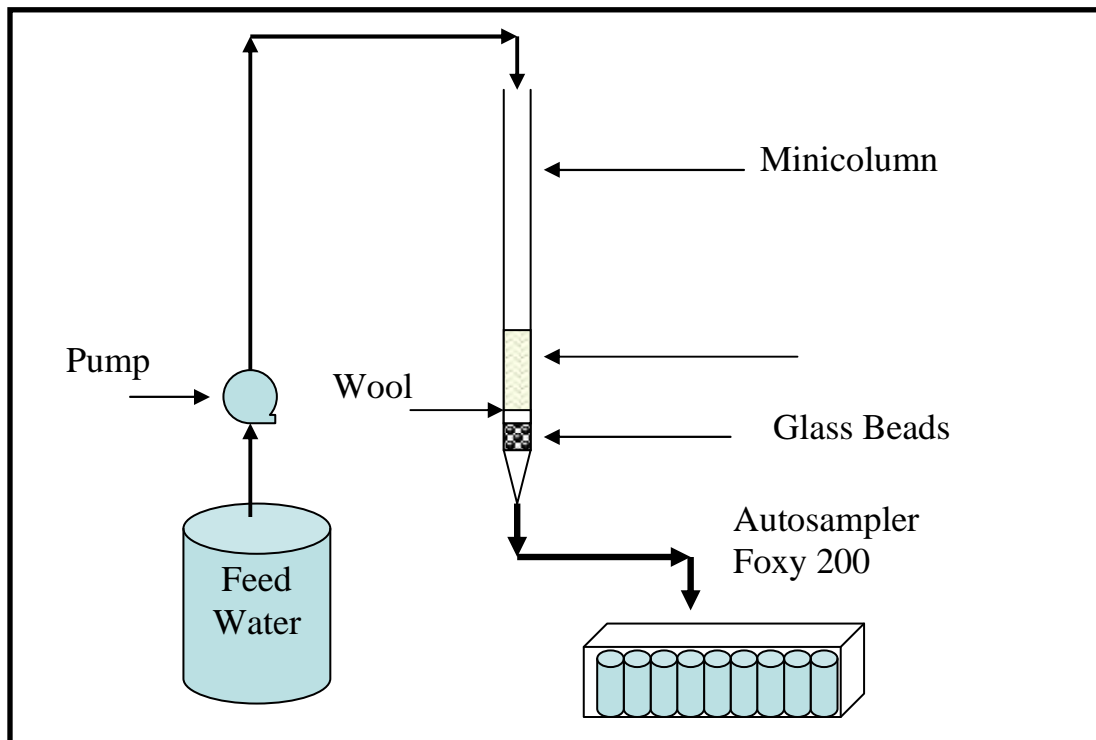 Minicolumn
Pump
Wool
Glass Beads
Autosampler
Foxy 200
Feed
Water